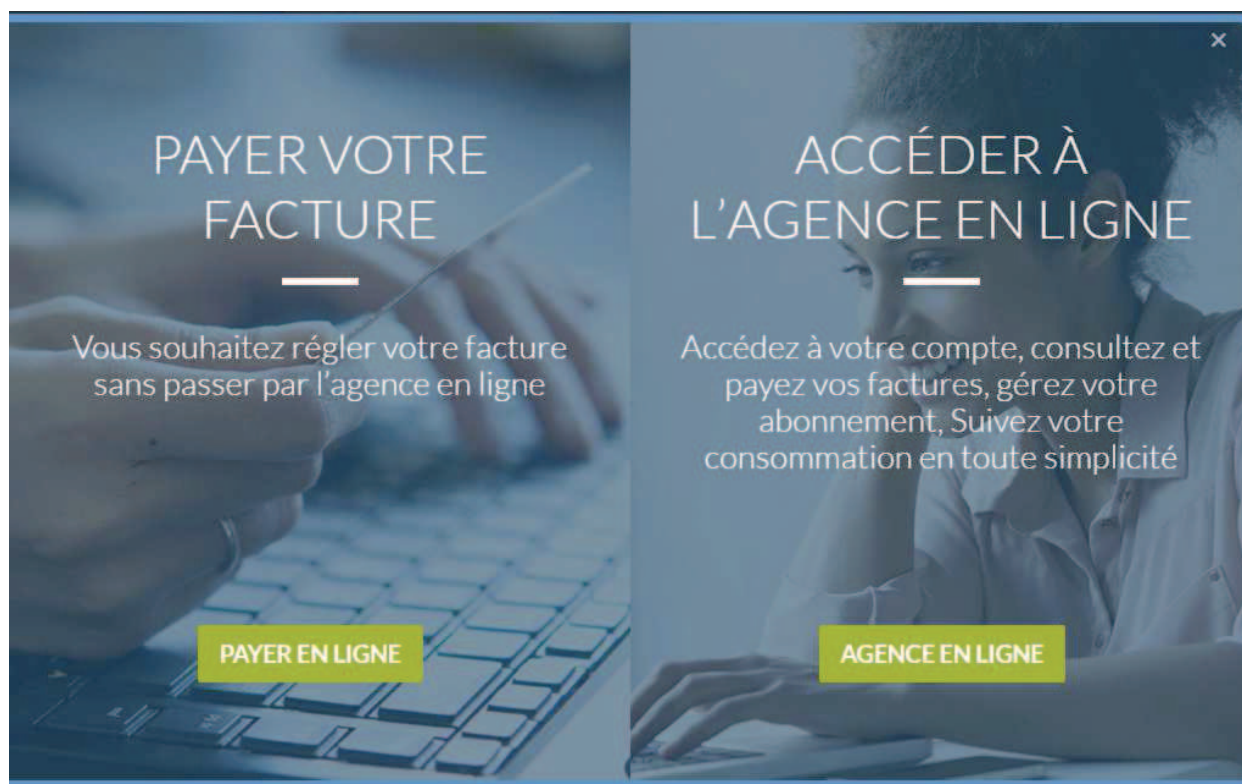 ×
PAYER VOTRE
FACTURE
Vous souhaitez régler votre facture
sans passer par l'agence en ligne
PAYER EN LIGNE
ACCÉDER À
L'AGENCE EN LIGNE
Accédez à votre compte, consultez et
payez vos factures, gérez votre
abonnement, Suivez votre
consommation en toute simplicité
AGENCE EN LIGNE